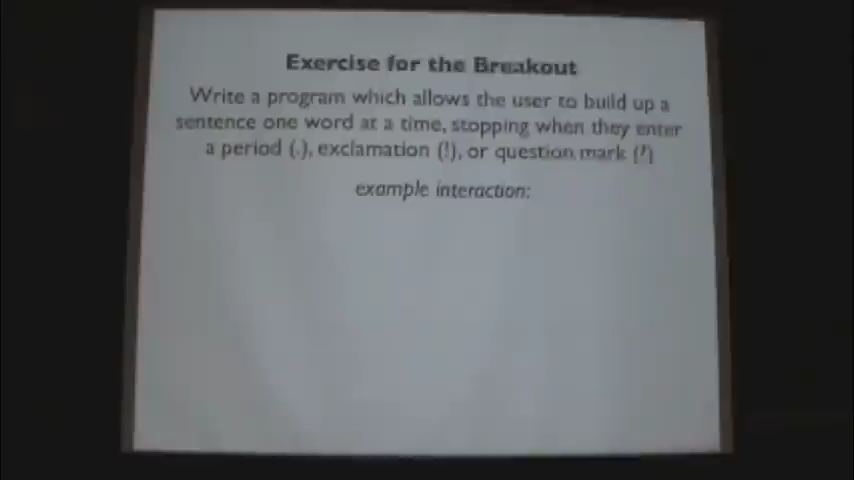 Exercise for the Breakout
Write a program which allows the user to build up a
sentence one word at a time, stopping when they enter
a period (.), exclamation (!), or question mark (?)
example interaction: